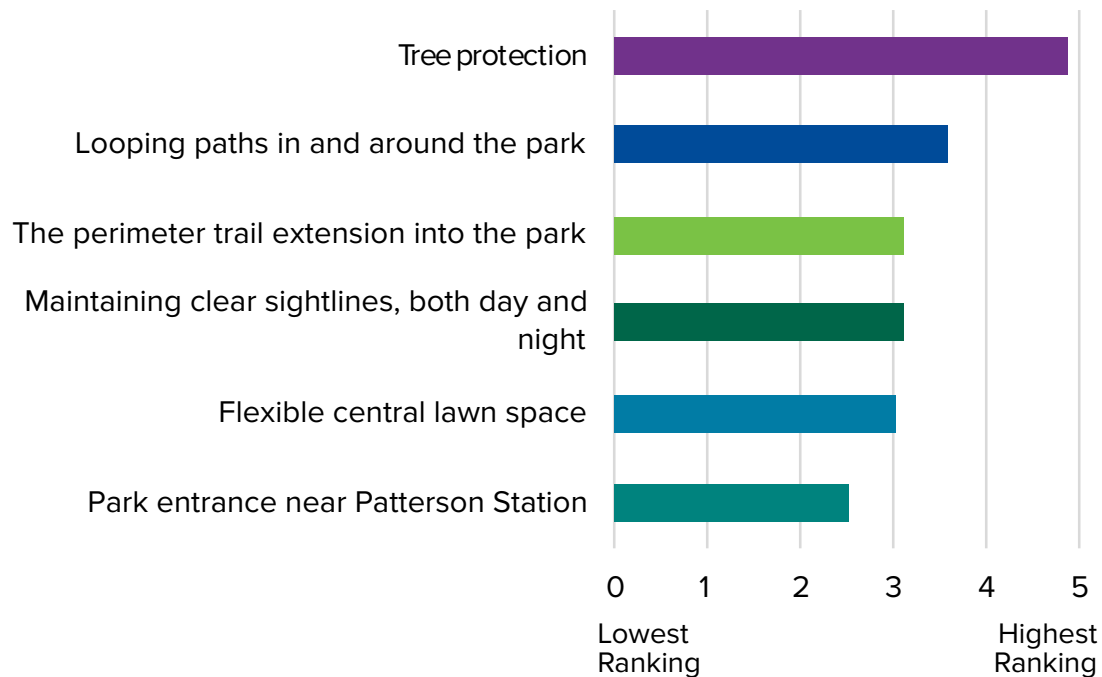 Tree protection
Looping paths in and around the park
The perimeter trail extension into the park
Maintaining clear sightlines, both day and
night
Flexible central lawn space
Park entrance near Patterson Station
0 1 2 3 4 5
Lowest Highest
Ranking Ranking